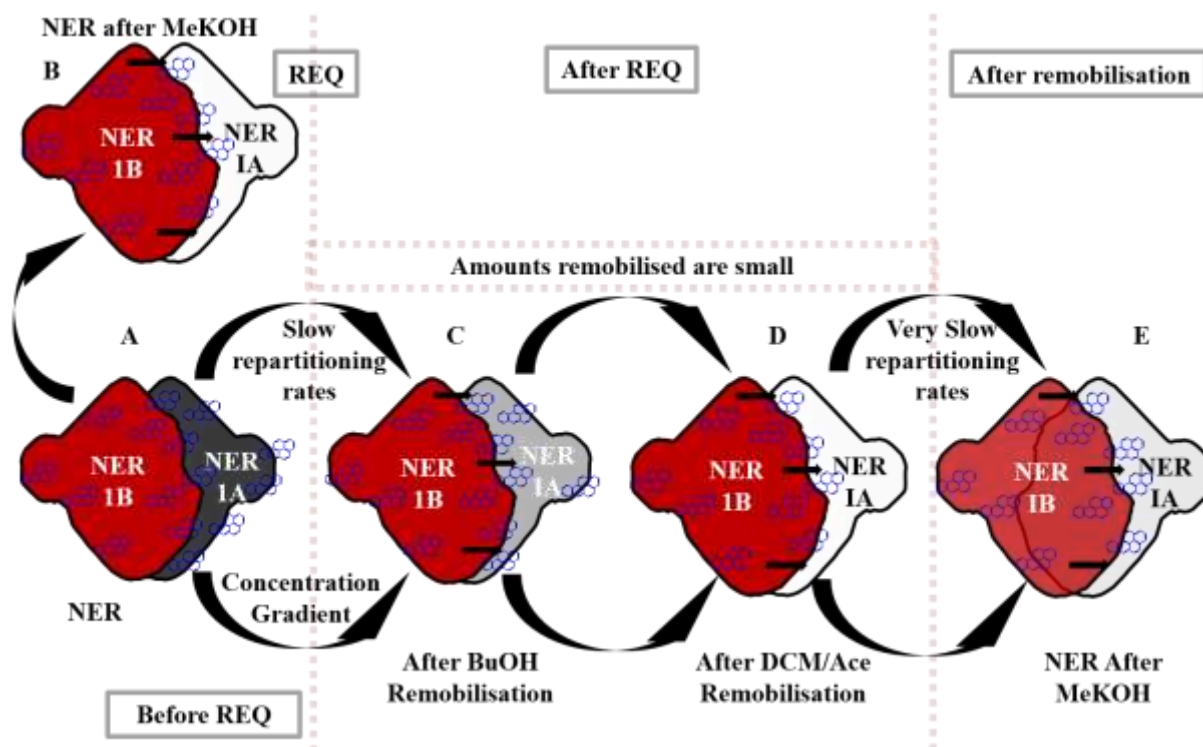 NER after MeKOH
B
REQ
After REQ
After remobilisation
NER
1B
NER
IA
Amounts remobilised are small
A
Slow
repartitioning
rates
C
D
Very Slow
repartitioning
rates
E
NER
1B
NER
1A
NER
1B
NER
IA
NER
1B
NER
IA
NER
IB
NER
IA
NER
Concentration
Gradient
After BuOH
Remobilisation
After DCM/Ace
Remobilisation
NER After
MeKOH
Before REQ